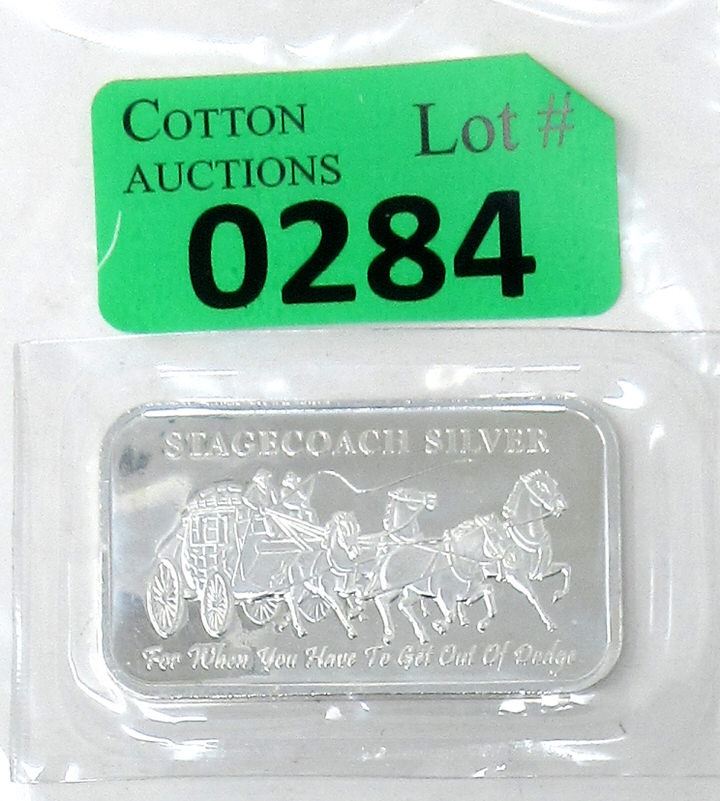 COTTON
AUCTIONS
Lot #
0284
STAGECOACH SILVER
For When You Have To Get Out Of Dodge